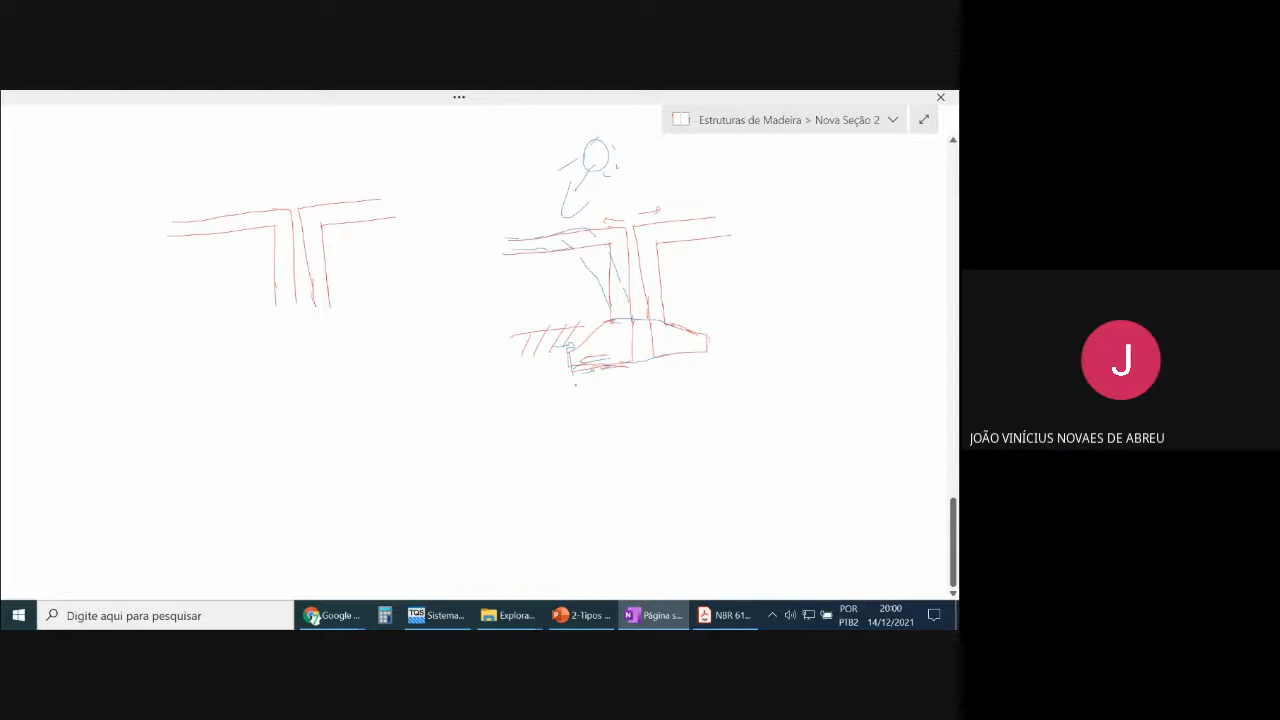 Estruturas de Madeira > Nova Seção 2
J
JOÃO VINÍCIUS NOVAES DE ABREU
Digite aqui para pesquisar
Google ...
TQS
Sistema...
Explora...
2-Tipos ...
Página s...
NBR 61...
POR
PTB2
20:00
14/12/2021